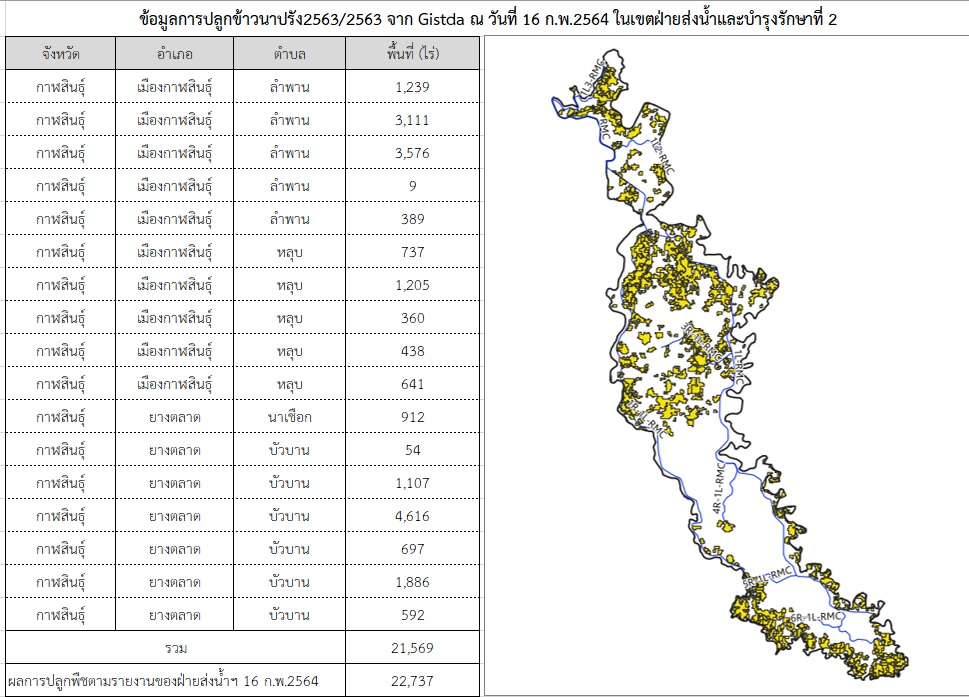 ข้อมูลการปลูกข้าวนาปรัง2563/2563 จาก Gistda ณ วันที่ 16 ก.พ.2564 ในเขตฝ่ายส่งน้ำและบำรุงรักษาที่ 2
จังหวัด อำเภอ ตำบล พื้นที่ (ไร่)
กาฬสินธุ์ เมืองกาฬสินธุ์ ลำพาน 1,239
กาฬสินธุ์ เมืองกาฬสินธุ์ ลำพาน 3,111
กาฬสินธุ์ เมืองกาฬสินธุ์ ลำพาน 3,576
กาฬสินธุ์ เมืองกาฬสินธุ์ ลำพาน 9
กาฬสินธุ์ เมืองกาฬสินธุ์ ลำพาน 389
กาฬสินธุ์ เมืองกาฬสินธุ์ หลุบ 737
กาฬสินธุ์ เมืองกาฬสินธุ์ หลุบ 1,205
กาฬสินธุ์ เมืองกาฬสินธุ์ หลุบ 360
กาฬสินธุ์ เมืองกาฬสินธุ์ หลุบ 438
กาฬสินธุ์ เมืองกาฬสินธุ์ หลุบ 641
กาฬสินธุ์ ยางตลาด นาเชือก 912
กาฬสินธุ์ ยางตลาด บัวบาน 54
กาฬสินธุ์ ยางตลาด บัวบาน 1,107
กาฬสินธุ์ ยางตลาด บัวบาน 4,616
กาฬสินธุ์ ยางตลาด บัวบาน 697
กาฬสินธุ์ ยางตลาด บัวบาน 1,886
กาฬสินธุ์ ยางตลาด บัวบาน 592
รวม 21,569
ผลการปลูกพืชตามรายงานของฝ่ายส่งน้ำฯ 16 ก.พ.2564 22,737
1L3-RMC
RMC
1L2-RMC
1L-RMC
4R-1L-RMC
5R-1L-RMC
6R-1L-RMC